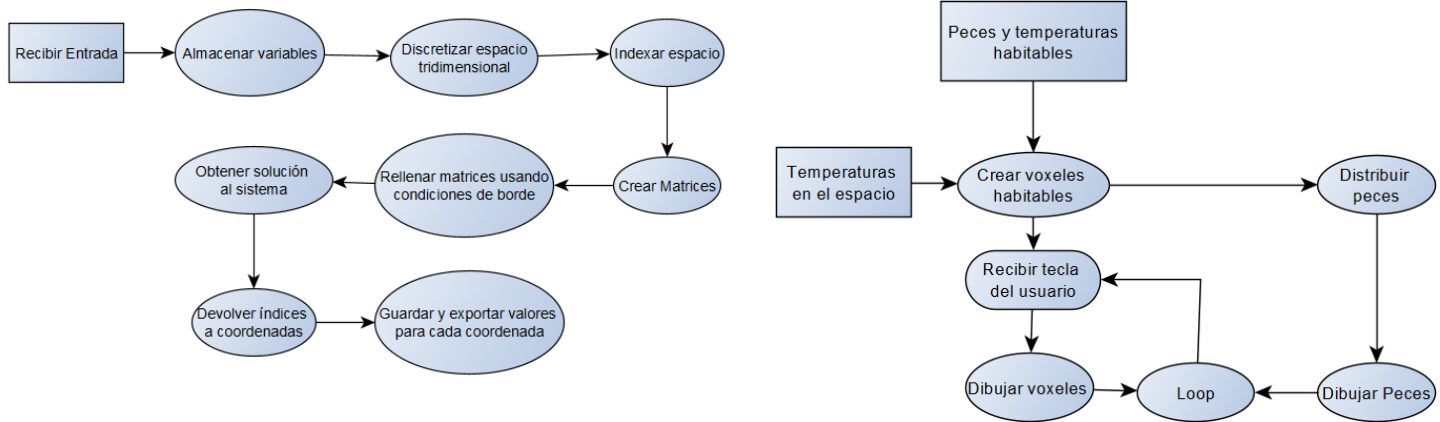 Recibir Entrada
Almacenar variables
Discretizar espacio
tridimensional
Indexar espacio
Crear Matrices
Rellenar matrices usando
condiciones de borde
Obtener solución
al sistema
Devolver índices
a coordenadas
Guardar y exportar valores
para cada coordenada
Peces y temperaturas
habitables
Temperaturas
en el espacio
Crear voxeles
habitables
Distribuir
peces
Recibir tecla
del usuario
Dibujar voxeles
Loop
Dibujar Peces